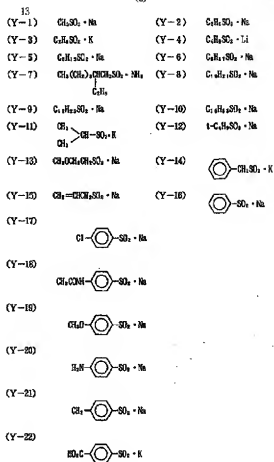 13
(Y-1) CH₃SO₂・Na (Y-2) C₂H₅SO₂・Na
(Y-3) C₃H₇SO₂・K (Y-4) C₄H₉SO₂・Li
(Y-5) C₆H₁₃SO₂・Na (Y-6) C₈H₁₇SO₂・Na
(Y-7) CH₃(CH₂)₃CHCH₂SO₂・NH₄ (Y-8) C₁₀H₂₁SO₂・Na
C₂H₅
(Y-9) SO₂・Na (Y-10) SO₂・Na
(Y-11) CH₃ CH-SO₂・K (Y-12) t-C₄H₉SO₂・Na
CH₃
(Y-13) SO₂・Na (Y-14) CH₂SO₂・K
(Y-15) CH₂=CHCH₂SO₂・Na (Y-16) SO₂・Na
(Y-17)
Cl- -SO₂・Na
(Y-18)
CH₃CONH- -SO₂・Na
(Y-19)
CH₃O- -SO₂・Na
(Y-20)
H₂N- -SO₂・Na
(Y-21)
CH₃- -SO₂・Na
(Y-22)
HO₂C- -SO₂・K